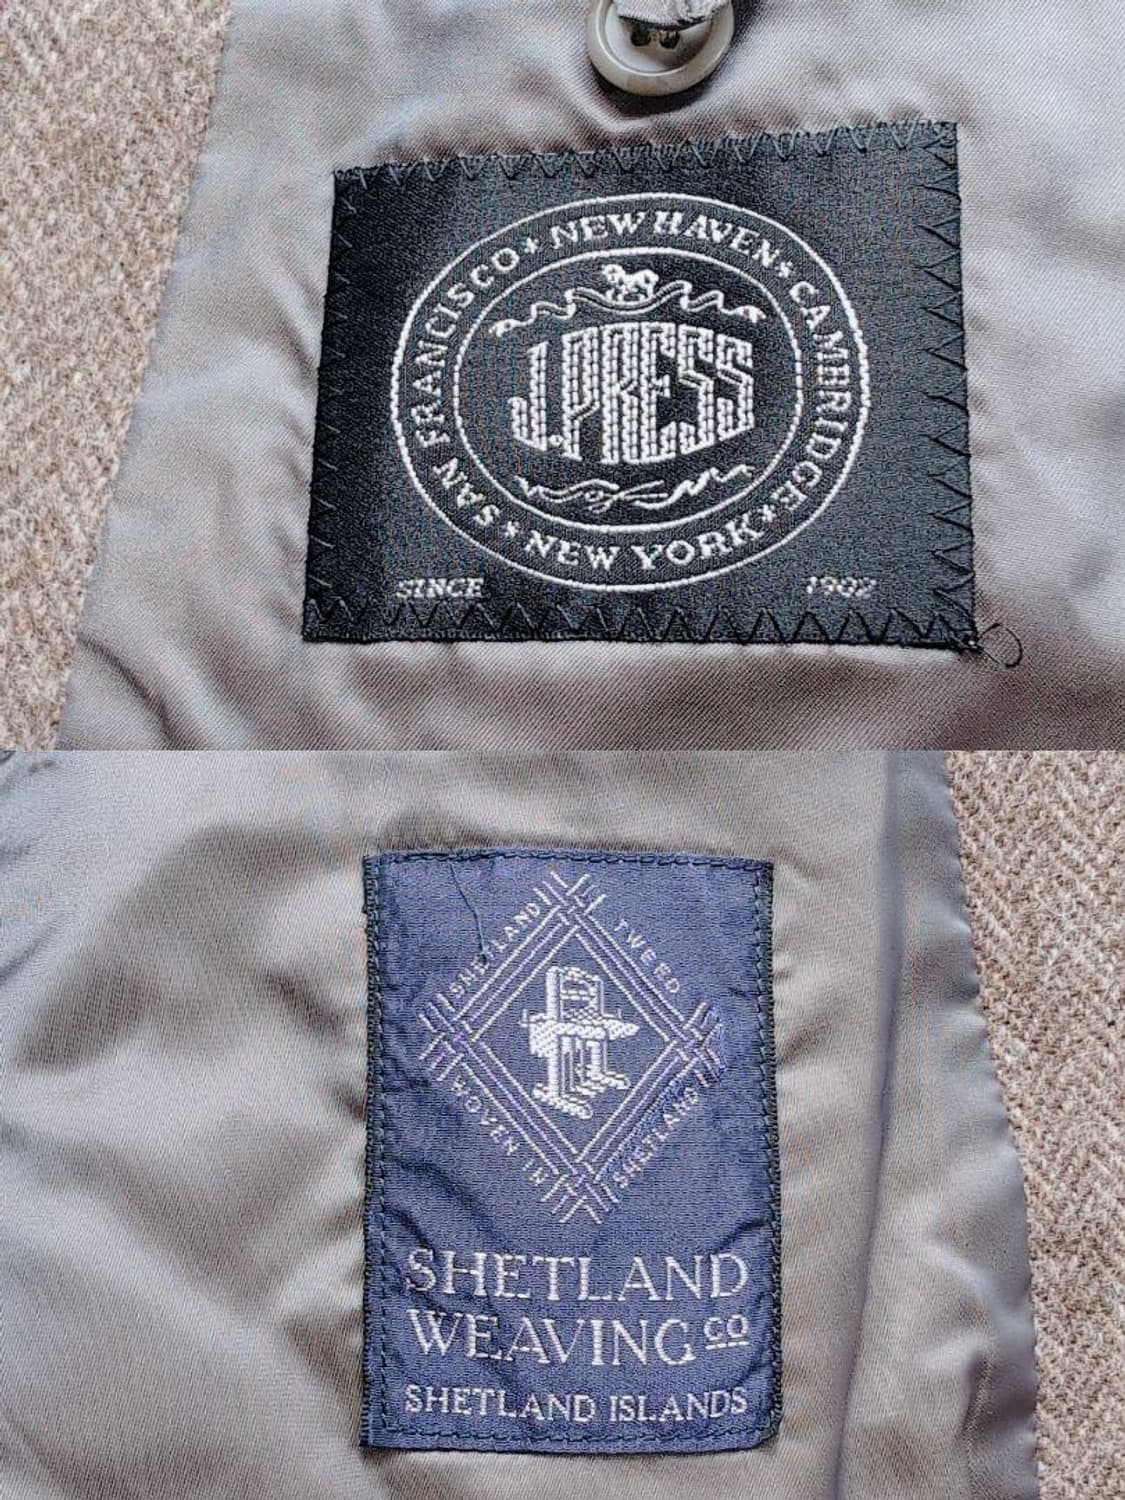 SAN FRANCISCO * NEW HAVEN * CAMBRIDGE * NEW YORK *
J.PRESS
SINCE 1902
SHETLAND TWEED
WOVEN IN SHETLAND
SHETLAND
WEAVING CO
SHETLAND ISLANDS